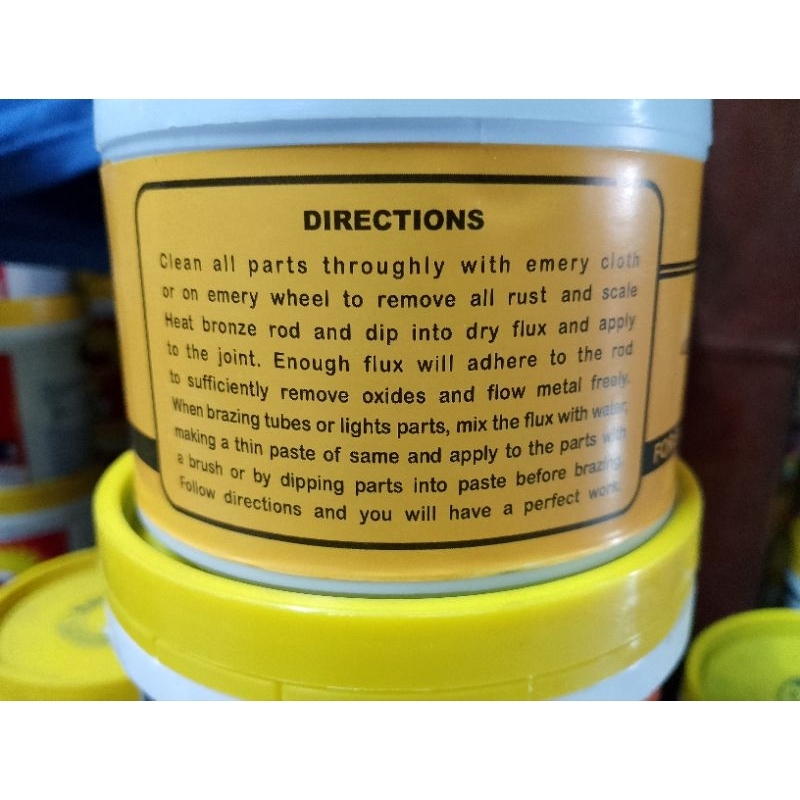 DIRECTIONS
Clean all parts throughly with emery cloth
or on emery wheel to remove all rust and scale
Heat bronze rod and dip into dry flux and apply
to the joint. Enough flux will adhere to the rod
to sufficiently remove oxides and flow metal freely.
When brazing tubes or lights parts, mix the flux with water,
making a thin paste of same and apply to the parts with
a brush or by dipping parts into paste before brazing.
Follow directions and you will have a perfect work.